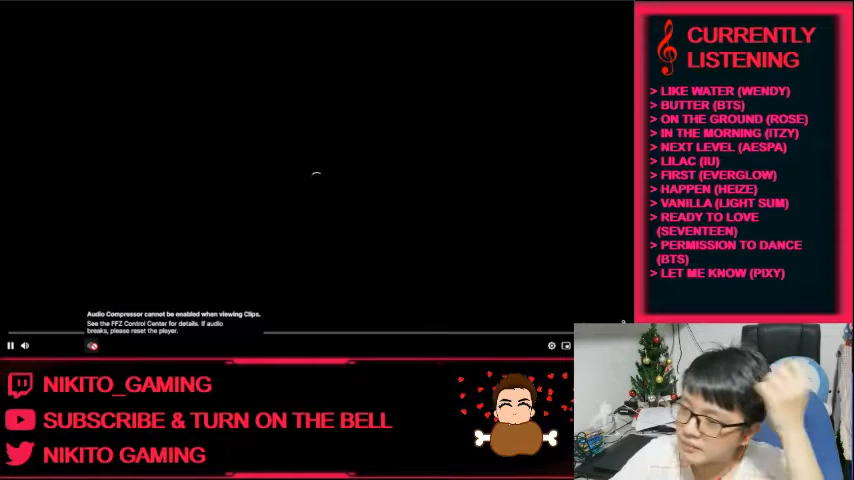 CURRENTLY
LISTENING
> LIKE WATER (WENDY)
> BUTTER (BTS)
> ON THE GROUND (ROSE)
> IN THE MORNING (ITZY)
> NEXT LEVEL (AESPA)
> LILAC (IU)
> FIRST (EVERGLOW)
> HAPPEN (HEIZE)
> VANILLA (LIGHT SUM)
> READY TO LOVE
(SEVENTEEN)
> PERMISSION TO DANCE
(BTS)
> LET ME KNOW (PIXY)
Audio Compressor cannot be enabled when viewing Clips.
See the FFZ Control Center for details. If audio
breaks, please reset the player.
NIKITO_GAMING
SUBSCRIBE & TURN ON THE BELL
NIKITO GAMING